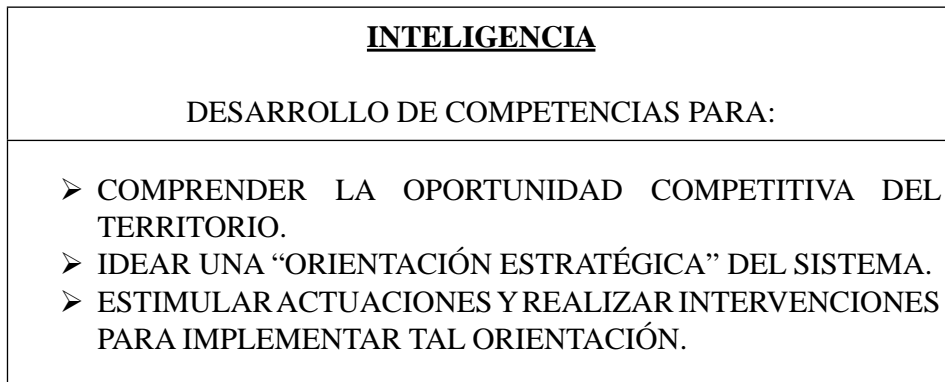 INTELIGENCIA
DESARROLLO DE COMPETENCIAS PARA:
➢ COMPRENDER LA OPORTUNIDAD COMPETITIVA DEL
TERRITORIO.
➢ IDEAR UNA “ORIENTACIÓN ESTRATÉGICA” DEL SISTEMA.
➢ ESTIMULAR ACTUACIONES Y REALIZAR INTERVENCIONES
PARA IMPLEMENTAR TAL ORIENTACIÓN.